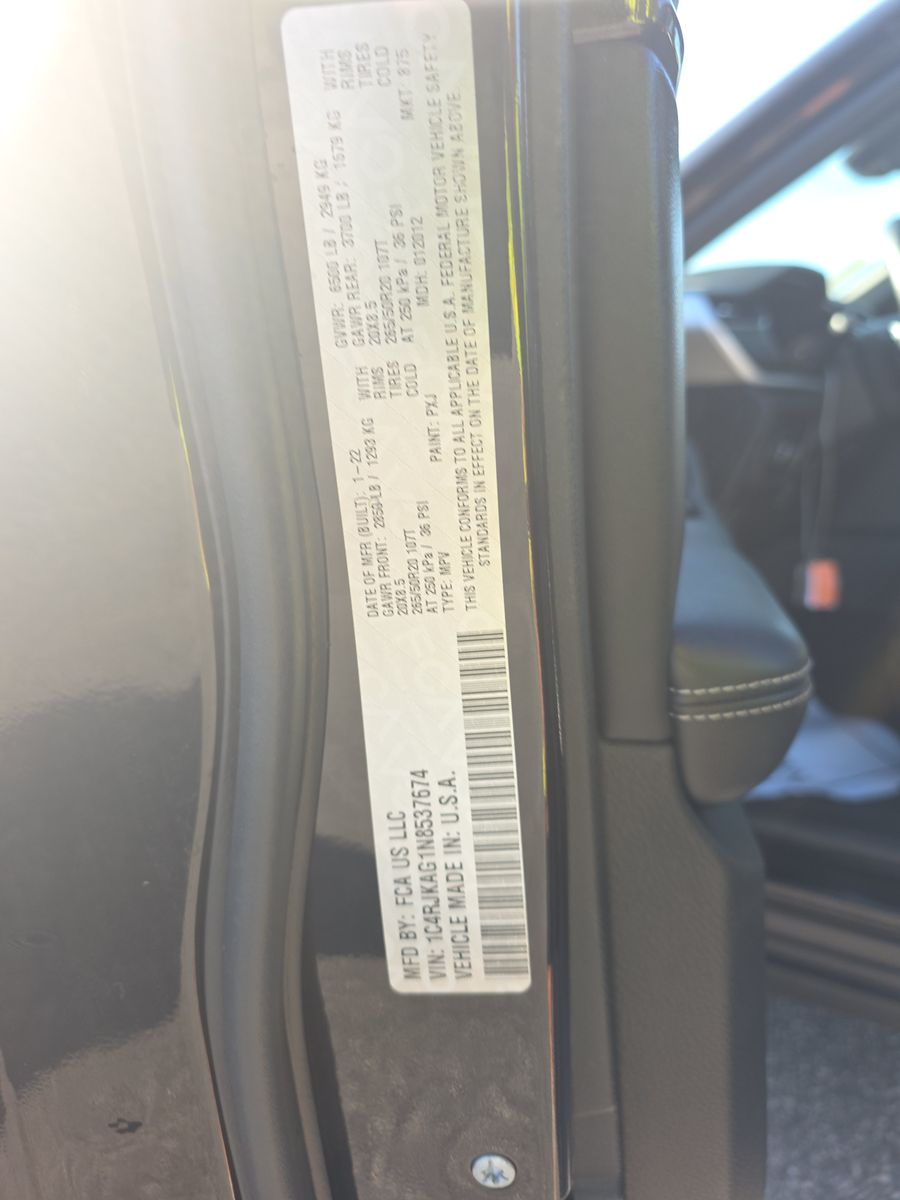 MFD BY: FCA US LLC
VIN: 1C4RJKAG1N8537674
VEHICLE MADE IN: U.S.A.
DATE OF MFR (BUILT): 1-22 GVWR: 6500 LB / 2949 KG
GAWR FRONT: 2850 LB / 1293 KG WITH GAWR REAR: 3700 LB / 1679 KG WITH
20X8.5 RIMS 20X8.5 RIMS
265/50R20 107T TIRES 265/50R20 107T TIRES
AT 250 kPa / 36 PSI COLD AT 250 kPa / 36 PSI COLD
TYPE: MPV PAINT: PXJ MDH: 012012 MKT: 875
THIS VEHICLE CONFORMS TO ALL APPLICABLE U.S.A. FEDERAL MOTOR VEHICLE SAFETY
STANDARDS IN EFFECT ON THE DATE OF MANUFACTURE SHOWN ABOVE.